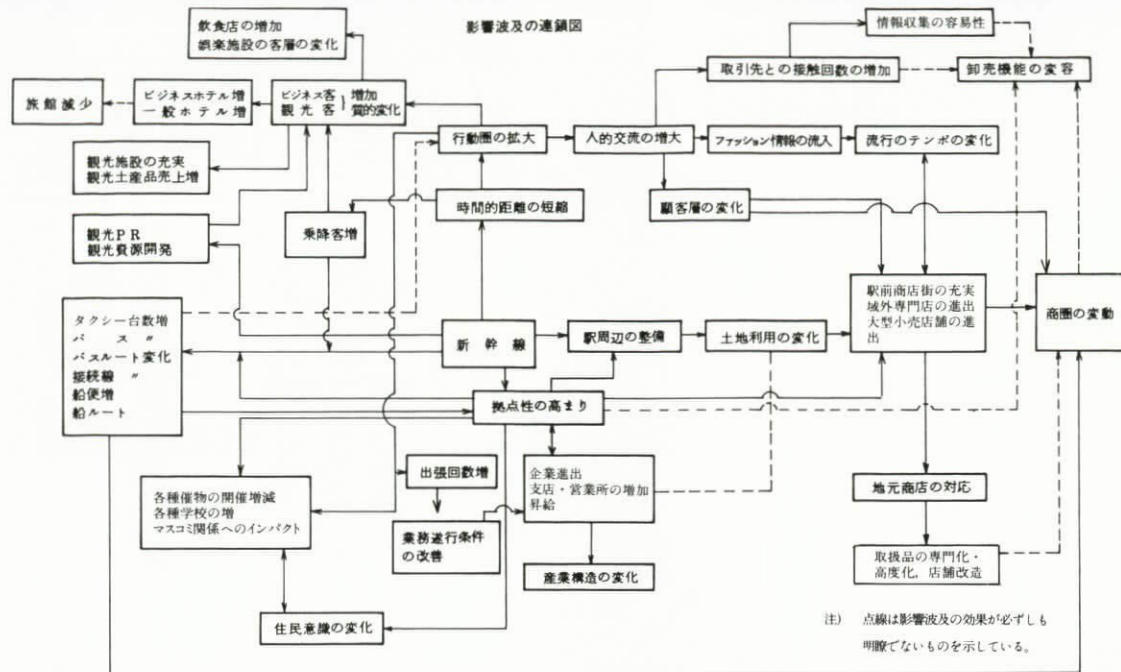 影響波及の連鎖図
飲食店の増加
娯楽施設の客層の変化
情報収集の容易性
取引先との接触回数の増加
卸売機能の変容
旅館減少
ビジネスホテル増
一般ホテル増
ビジネス客
観光客
}増加
質的変化
行動圏の拡大
人的交流の増大
ファッション情報の流入
流行のテンポの変化
観光施設の充実
観光土産品売上増
時間的距離の短縮
顧客層の変化
観光PR
観光資源開発
乗降客増
駅前商店街の充実
域外専門店の進出
大型小売店舗の進
出
商圏の変動
タクシー台数増
バス 〃
バスルート変化
接続線 〃
船便増
船ルート
新幹線
駅周辺の整備
土地利用の変化
拠点性の高まり
出張回数増
企業進出
支店・営業所の増加
昇給
地元商店の対応
各種催物の開催増減
各種学校の増
マスコミ関係へのインパクト
業務遂行条件
の改善
産業構造の変化
取扱品の専門化・
高度化,店舗改造
住民意識の変化
注) 点線は影響波及の効果が必ずしも
明瞭でないものを示している。